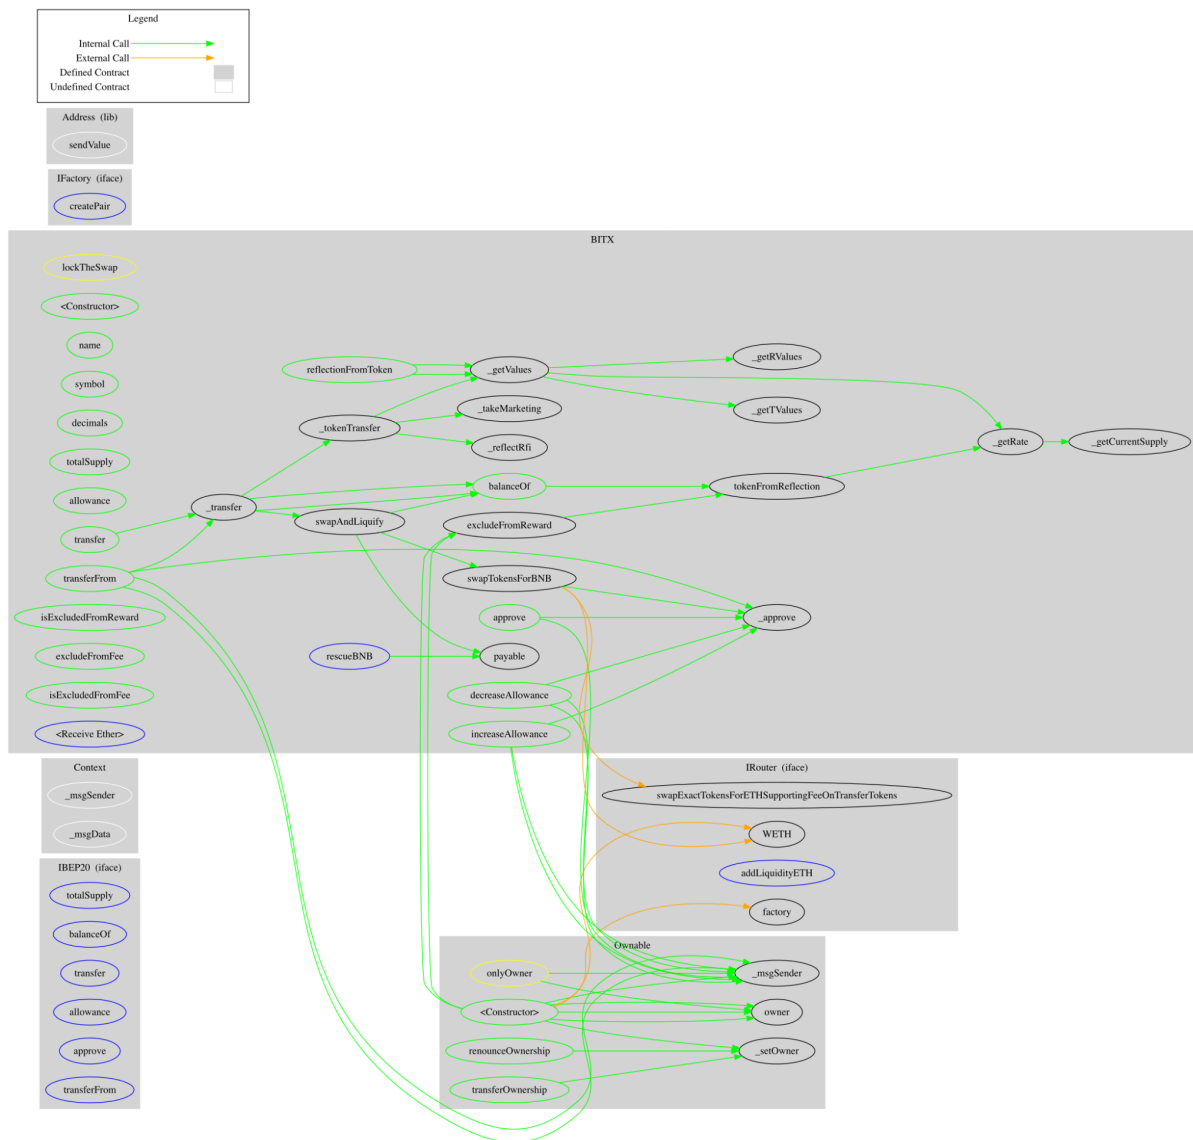 Legend
Internal Call
External Call
Defined Contract
Undefined Contract
Address (lib)
sendValue
IFactory (iface)
createPair
BITX
lockTheSwap
<Constructor>
name
symbol
decimals
totalSupply
allowance
transfer
transferFrom
isExcludedFromReward
excludeFromFee
isExcludedFromFee
<Receive Ether>
_transfer
reflectionFromToken
_tokenTransfer
swapAndLiquify
rescueBNB
_getValues
_takeMarketing
_reflectRfi
balanceOf
excludeFromReward
swapTokensForBNB
approve
payable
decreaseAllowance
increaseAllowance
_getRValues
_getTValues
tokenFromReflection
_approve
_getRate
_getCurrentSupply
Context
_msgSender
_msgData
IRouter (iface)
swapExactTokensForETHSupportingFeeOnTransferTokens
WETH
addLiquidityETH
factory
IBEP20 (iface)
totalSupply
balanceOf
transfer
allowance
approve
transferFrom
Ownable
onlyOwner
<Constructor>
renounceOwnership
transferOwnership
_msgSender
owner
_setOwner